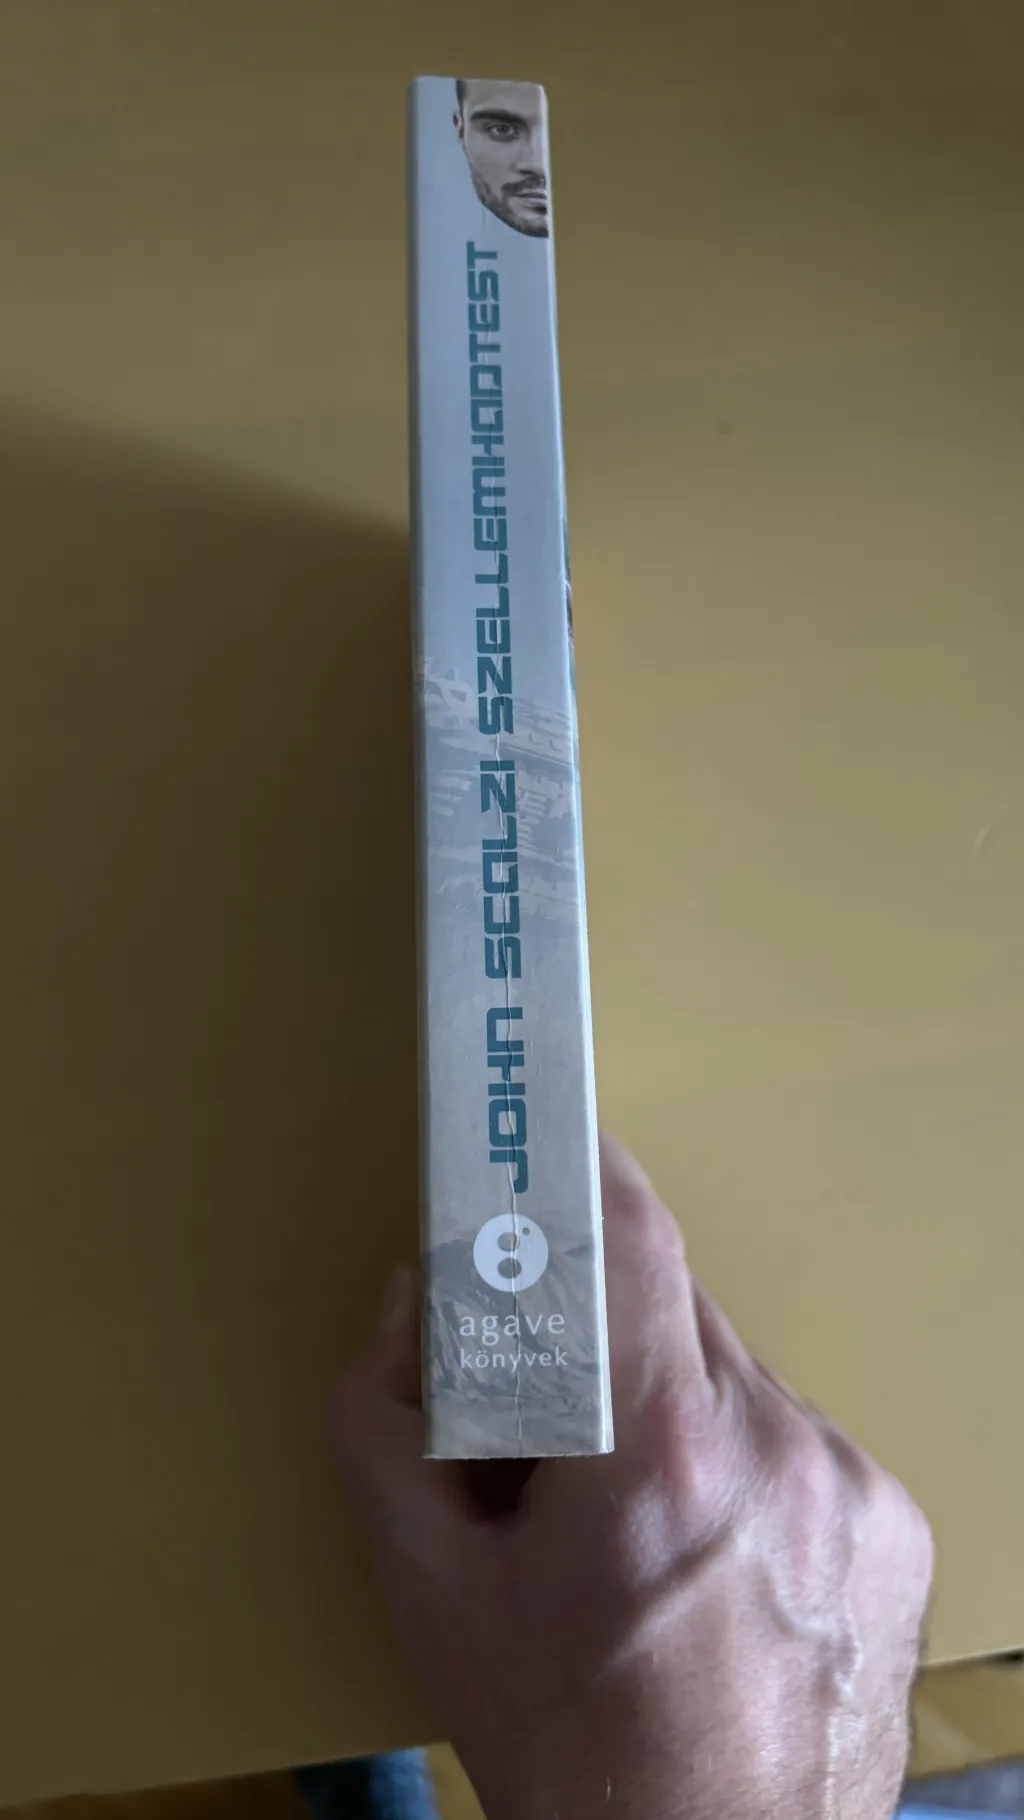 JOHN SCALZI SZELLEMHADTEST
agave
könyvek